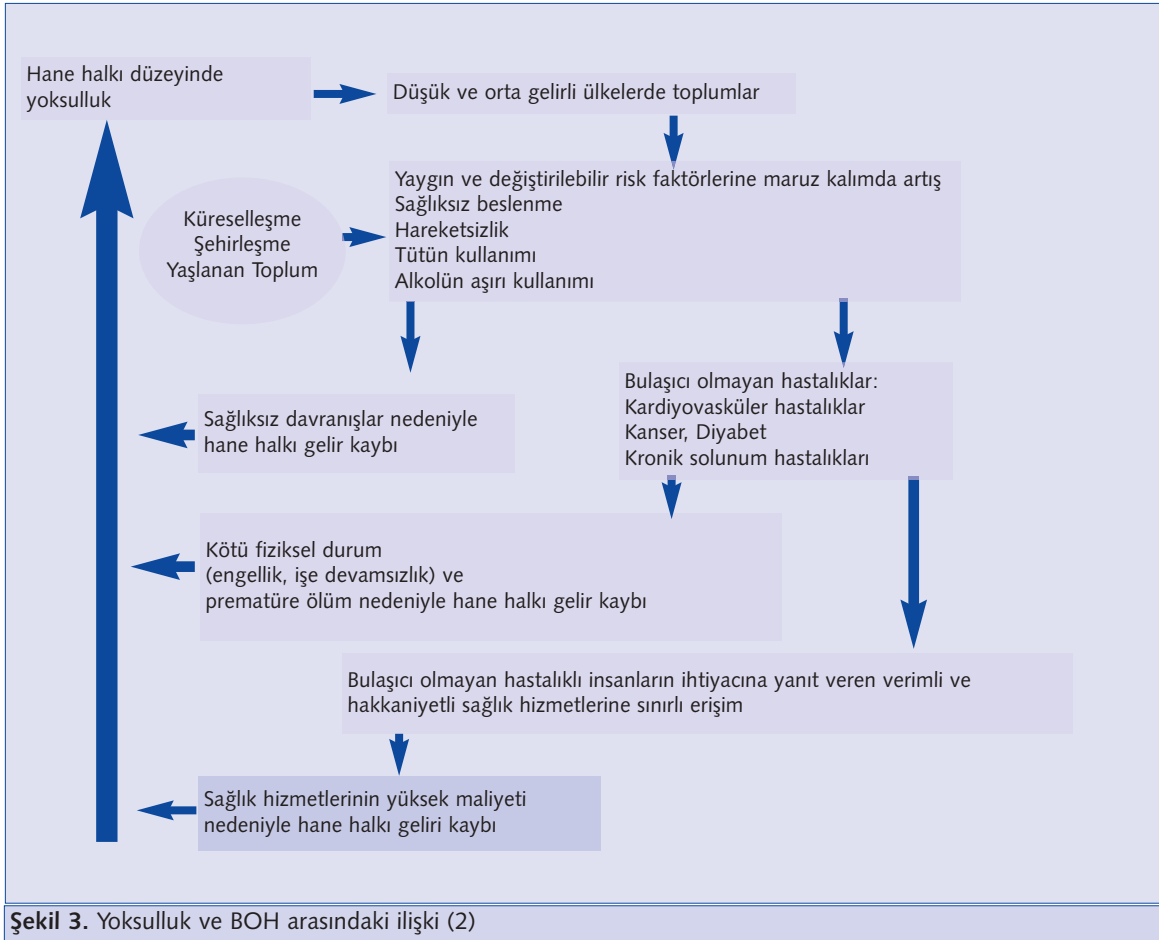 Hane halkı düzeyinde
yoksulluk
Düşük ve orta gelirli ülkelerde toplumlar
Yaygın ve değiştirilebilir risk faktörlerine maruz kalımda artış
Sağlıksız beslenme
Hareketsizlik
Tütün kullanımı
Alkolün aşırı kullanımı
Küreselleşme
Şehirleşme
Yaşlanan Toplum
Bulaşıcı olmayan hastalıklar:
Kardiyovasküler hastalıklar
Kanser, Diyabet
Kronik solunum hastalıkları
Sağlıksız davranışlar nedeniyle
hane halkı gelir kaybı
Kötü fiziksel durum
(engellik, işe devamsızlık) ve
prematüre ölüm nedeniyle hane halkı gelir kaybı
Bulaşıcı olmayan hastalıklı insanların ihtiyacına yanıt veren verimli ve
hakkaniyetli sağlık hizmetlerine sınırlı erişim
Sağlık hizmetlerinin yüksek maliyeti
nedeniyle hane halkı geliri kaybı
Şekil 3. Yoksulluk ve BOH arasındaki ilişki (2)